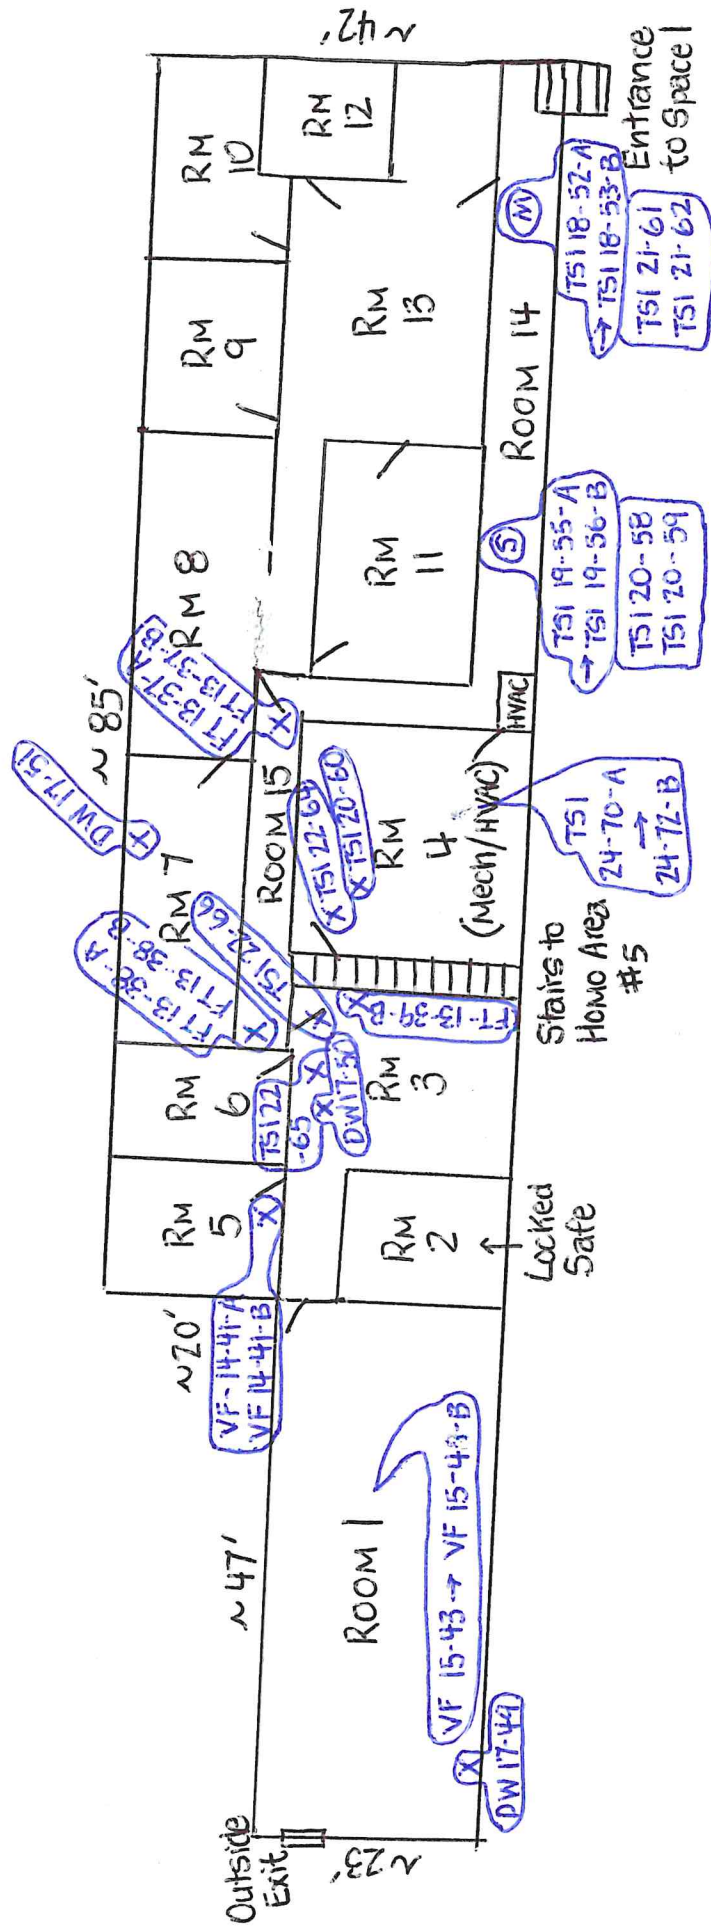 Outside
Exit
~ 23'
~ 47'
ROOM 1
VF 15-43 → VF 15-48-B
X
DW 17-49
~ 20'
VF-14-41-A
VF 14-41-B
X
RM
5
RM
2
Locked
Safe
RM
6
TSI 22
-65
X
X
DW 17-50
RM
3
X
TSI 22-66
X
FT-13-39-B
Stairs to
Homo Area
#5
~ 85'
DW 17-51
X
RM 7
FT 13-38-A
FT 13-38-B
X
ROOM 15
X TSI 22-64
X TSI 20-60
RM
4
(Mech/HVAC)
TSI
24-70-A
→
24-72-B
HVAC
RM 8
FT 13-37-A
FT 13-37-B
X
RM
9
RM
10
RM
11
RM
12
RM
13
ROOM 14
S
TSI 19-55-A
→ TSI 19-56-B
TSI 20-58
TSI 20-59
M
TSI 18-52-A
→ TSI 18-53-B
TSI 21-61
TSI 21-62
Entrance
to Space 1
~ 42'